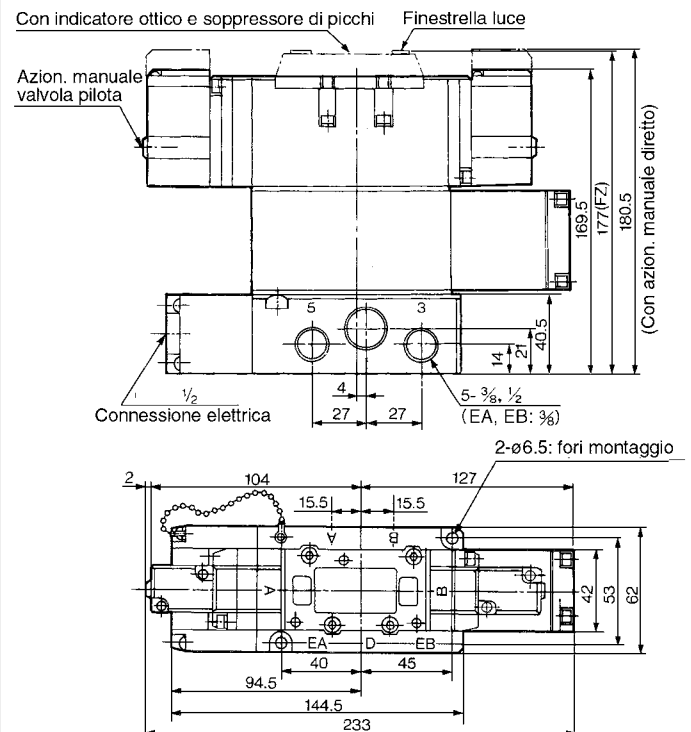 Con indicatore ottico e soppressore di picchi
Finestrella luce
Azion. manuale
valvola pilota
169.5
177(FZ)
180.5
(Con azion. manuale diretto)
5
3
14
21
40.5
½
Connessione elettrica
4
27
27
5- ⅜, ½
(EA, EB: ⅜)
2-ø6.5: fori montaggio
2
104
127
15.5
15.5
A
B
A
B
42
53
62
EA
D
EB
40
45
94.5
144.5
233